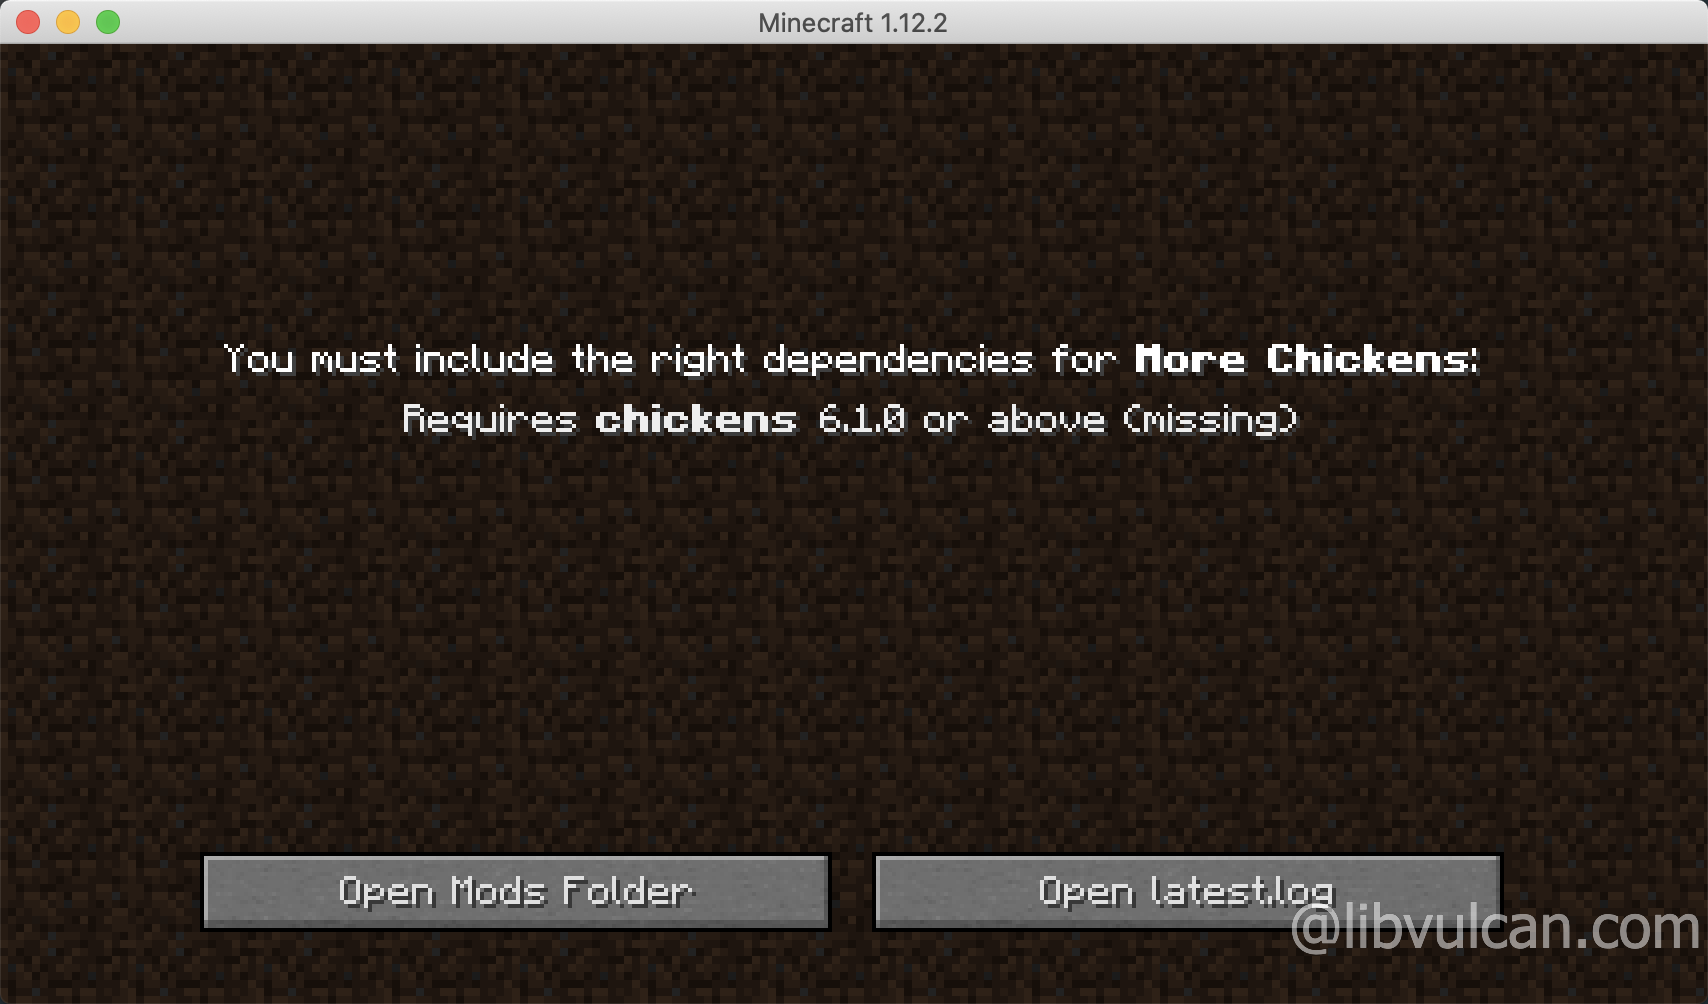 Minecraft 1.12.2
You must include the right dependencies for More Chickens:
Requires chickens 6.1.0 or above (missing)
Open Mods Folder
Open latest.log
@libvulcan.com